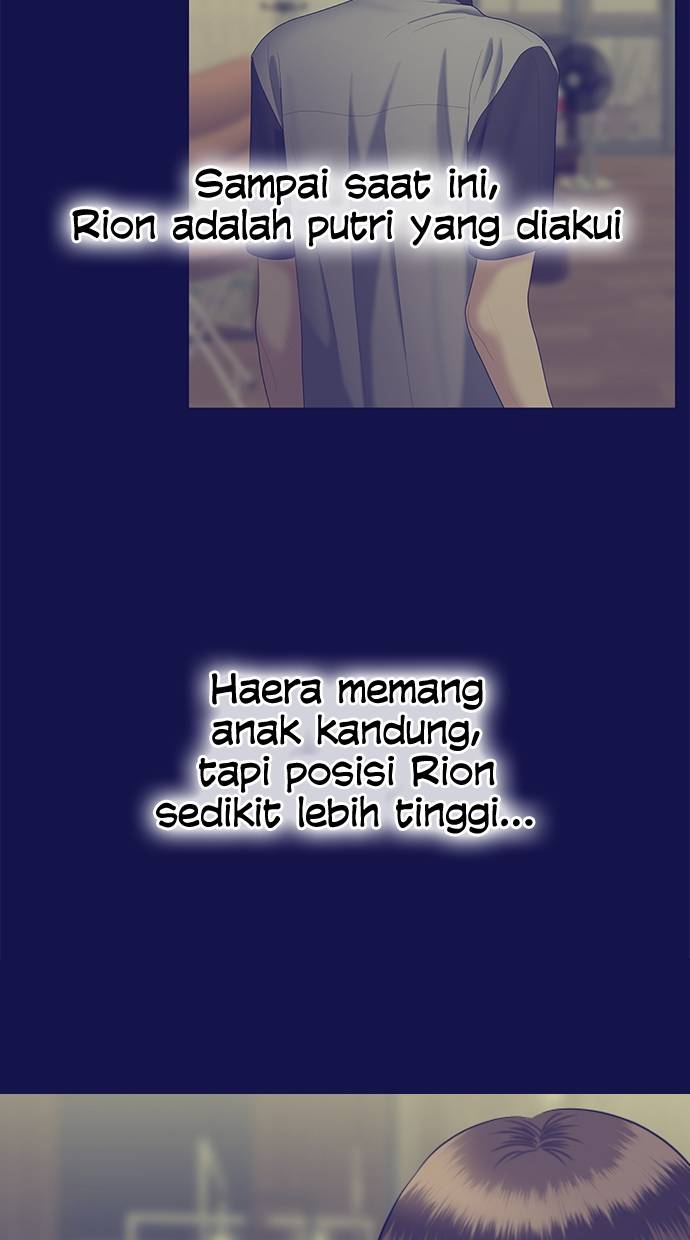 Sampai saat ini,
Rion adalah putri yang diakui
Haera memang
anak kandung,
tapi posisi Rion
sedikit lebih tinggi...